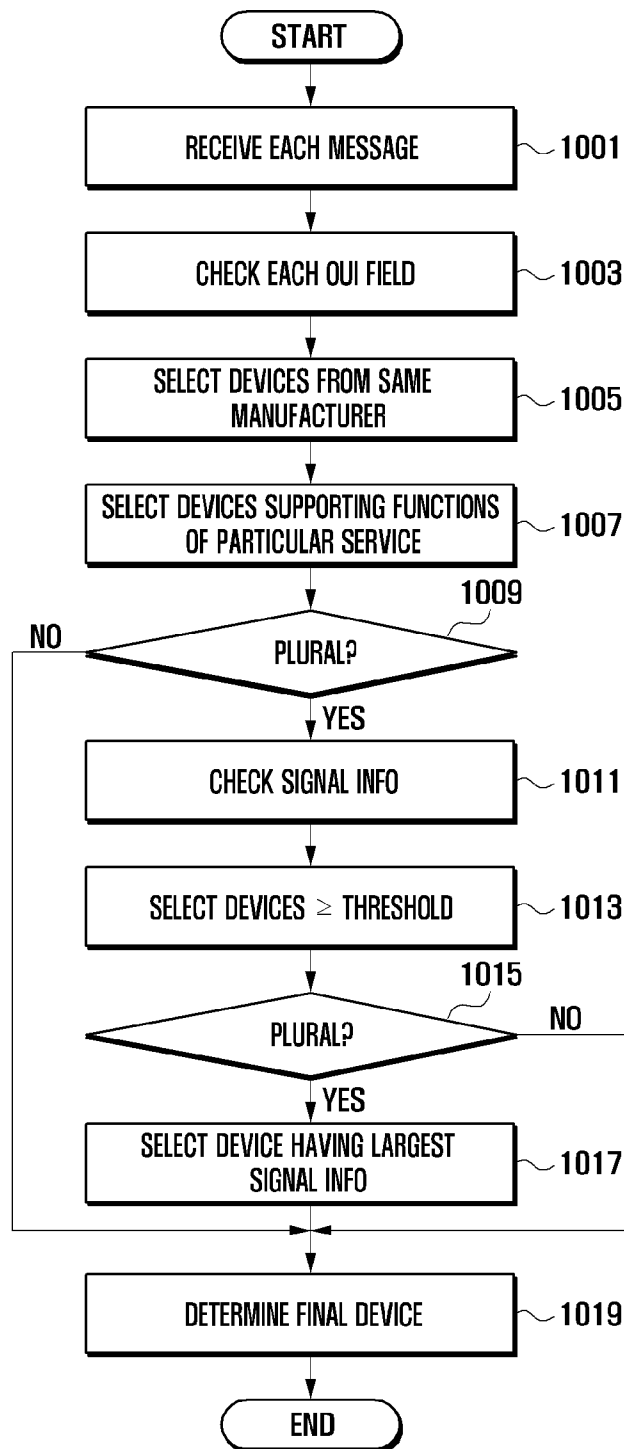 START
RECEIVE EACH MESSAGE
1001
CHECK EACH OUI FIELD
1003
SELECT DEVICES FROM SAME
MANUFACTURER
1005
SELECT DEVICES SUPPORTING FUNCTIONS
OF PARTICULAR SERVICE
1007
1009
NO
PLURAL?
YES
CHECK SIGNAL INFO
1011
SELECT DEVICES ≥ THRESHOLD
1013
1015
PLURAL?
NO
YES
SELECT DEVICE HAVING LARGEST
SIGNAL INFO
1017
DETERMINE FINAL DEVICE
1019
END